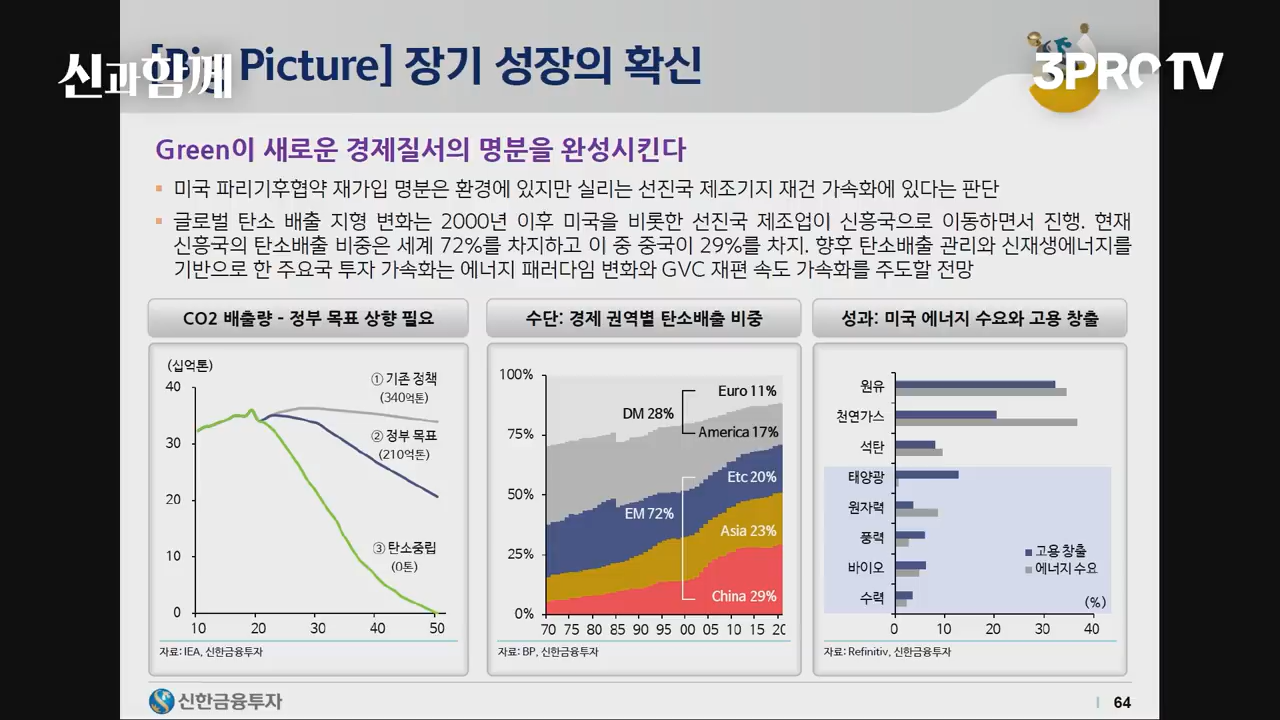 [Big Picture] 장기 성장의 확신
신과함께
3PROTV
Green이 새로운 경제질서의 명분을 완성시킨다
미국 파리기후협약 재가입 명분은 환경에 있지만 실리는 선진국 제조기지 재건 가속화에 있다는 판단
글로벌 탄소 배출 지형 변화는 2000년 이후 미국을 비롯한 선진국 제조업이 신흥국으로 이동하면서 진행. 현재
신흥국의 탄소배출 비중은 세계 72%를 차지하고 이 중 중국이 29%를 차지. 향후 탄소배출 관리와 신재생에너지를
기반으로 한 주요국 투자 가속화는 에너지 패러다임 변화와 GVC 재편 속도 가속화를 주도할 전망
CO2 배출량 - 정부 목표 상향 필요
(십억톤)
40
30
20
10
0
10 20 30 40 50
① 기존 정책
(340억톤)
② 정부 목표
(210억톤)
③ 탄소중립
(0톤)
자료: IEA, 신한금융투자
수단: 경제 권역별 탄소배출 비중
100%
75%
50%
25%
0%
70 75 80 85 90 95 00 05 10 15 20
Euro 11%
DM 28%
America 17%
Etc 20%
EM 72%
Asia 23%
China 29%
자료: BP, 신한금융투자
성과: 미국 에너지 수요와 고용 창출
원유
천연가스
석탄
태양광
원자력
풍력
바이오
수력
고용 창출
에너지 수요
(%)
0 10 20 30 40
자료: Refinitiv, 신한금융투자
신한금융투자
64